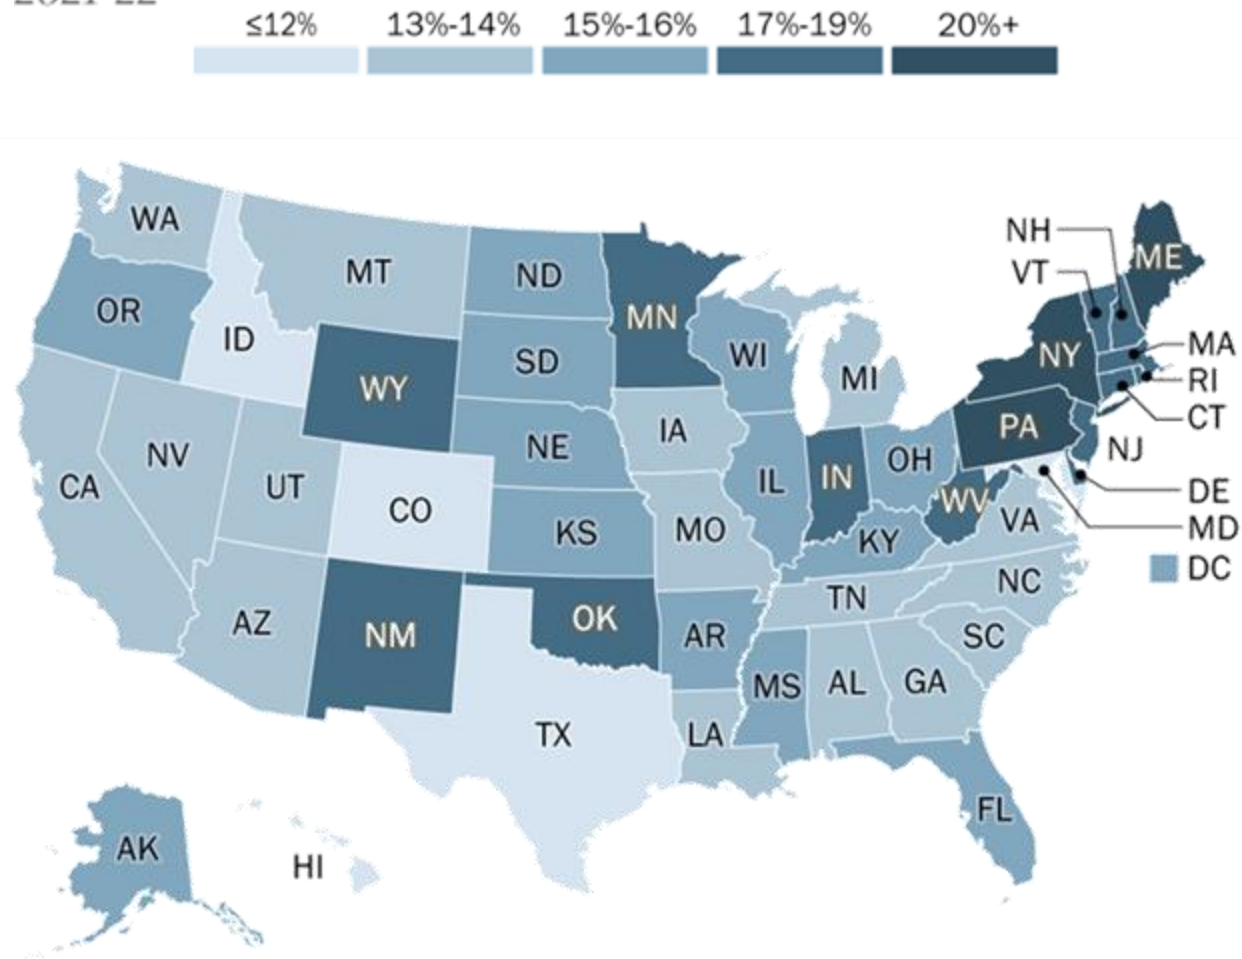 2021-22
≤12% 13%-14% 15%-16% 17%-19% 20%+
WA
MT
ND
MN
NH
VT
ME
OR
ID
WY
SD
WI
MI
NY
MA
RI
CT
NV
UT
CO
NE
IA
IL
IN
OH
PA
NJ
CA
KS
MO
KY
WV
VA
DE
MD
DC
AZ
NM
OK
AR
TN
NC
SC
TX
LA
MS
AL
GA
FL
AK
HI